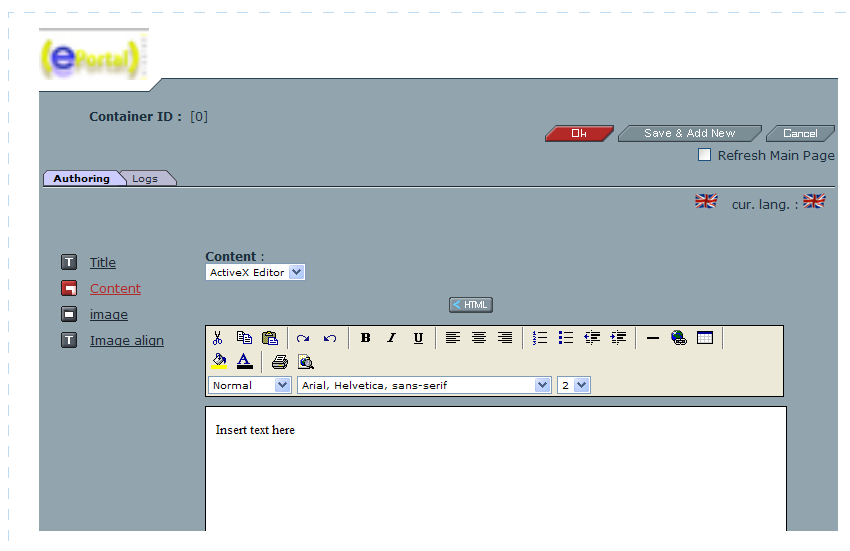 (ePortal)
Container ID : [0]
Ok Save & Add New Cancel
Refresh Main Page
Authoring Logs
cur. lang. :
Content :
ActiveX Editor
T Title
Content
image
T Image align
< HTML
B I U
A
Normal Arial, Helvetica, sans-serif 2
Insert text here